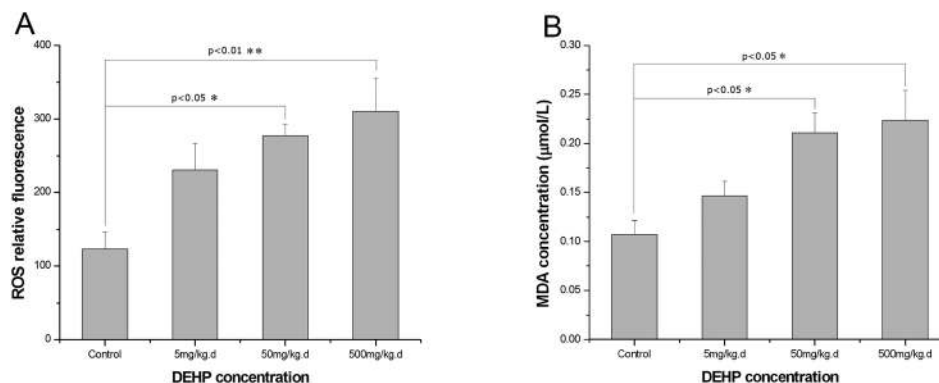 A
400
300
200
100
0
ROS relative fluorescence
p<0.01 **
p<0.05 *
Control 5mg/kg.d 50mg/kg.d 500mg/kg.d
DEHP concentration
B
0.30
0.25
0.20
0.15
0.10
0.05
0.00
MDA concentration (μmol/L)
p<0.05 *
p<0.05 *
Control 5mg/kg.d 50mg/kg.d 500mg/kg.d
DEHP concentration